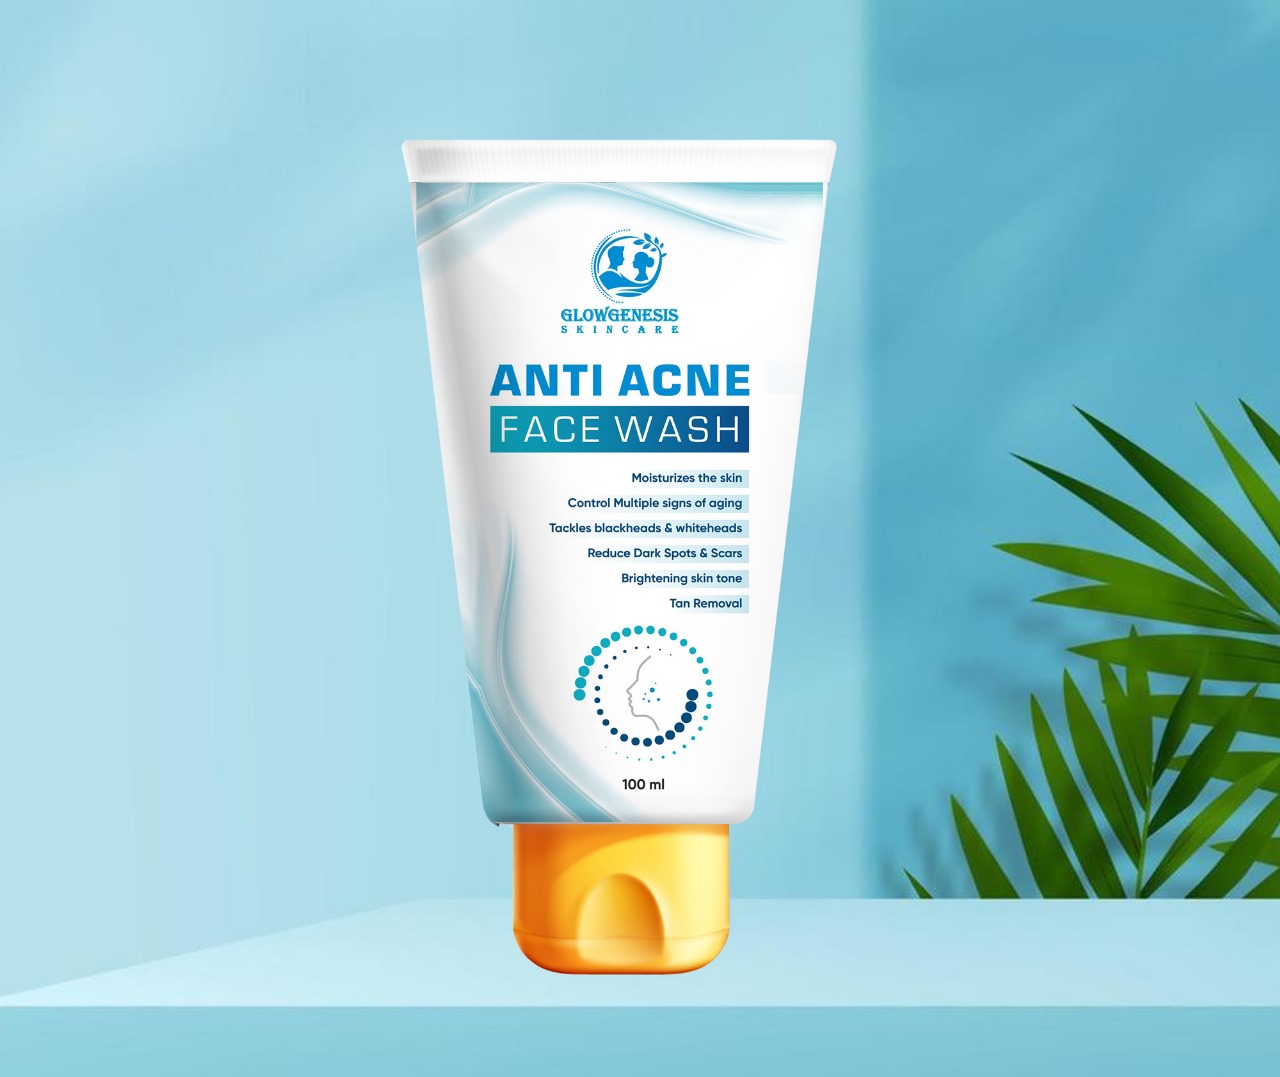 GLOWGENESIS
SKINCARE
ANTI ACNE
FACE WASH
Moisturizes the skin
Control Multiple signs of aging
Tackles blackheads & whiteheads
Reduce Dark Spots & Scars
Brightening skin tone
Tan Removal
100 ml